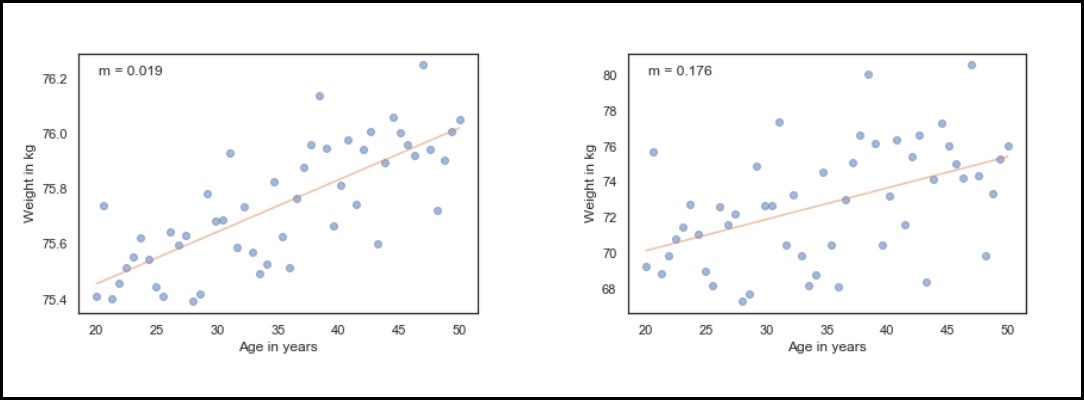 m = 0.019
76.2
76.0
75.8
75.6
75.4
Weight in kg
20 25 30 35 40 45 50
Age in years
m = 0.176
80
78
76
74
72
70
68
Weight in kg
20 25 30 35 40 45 50
Age in years